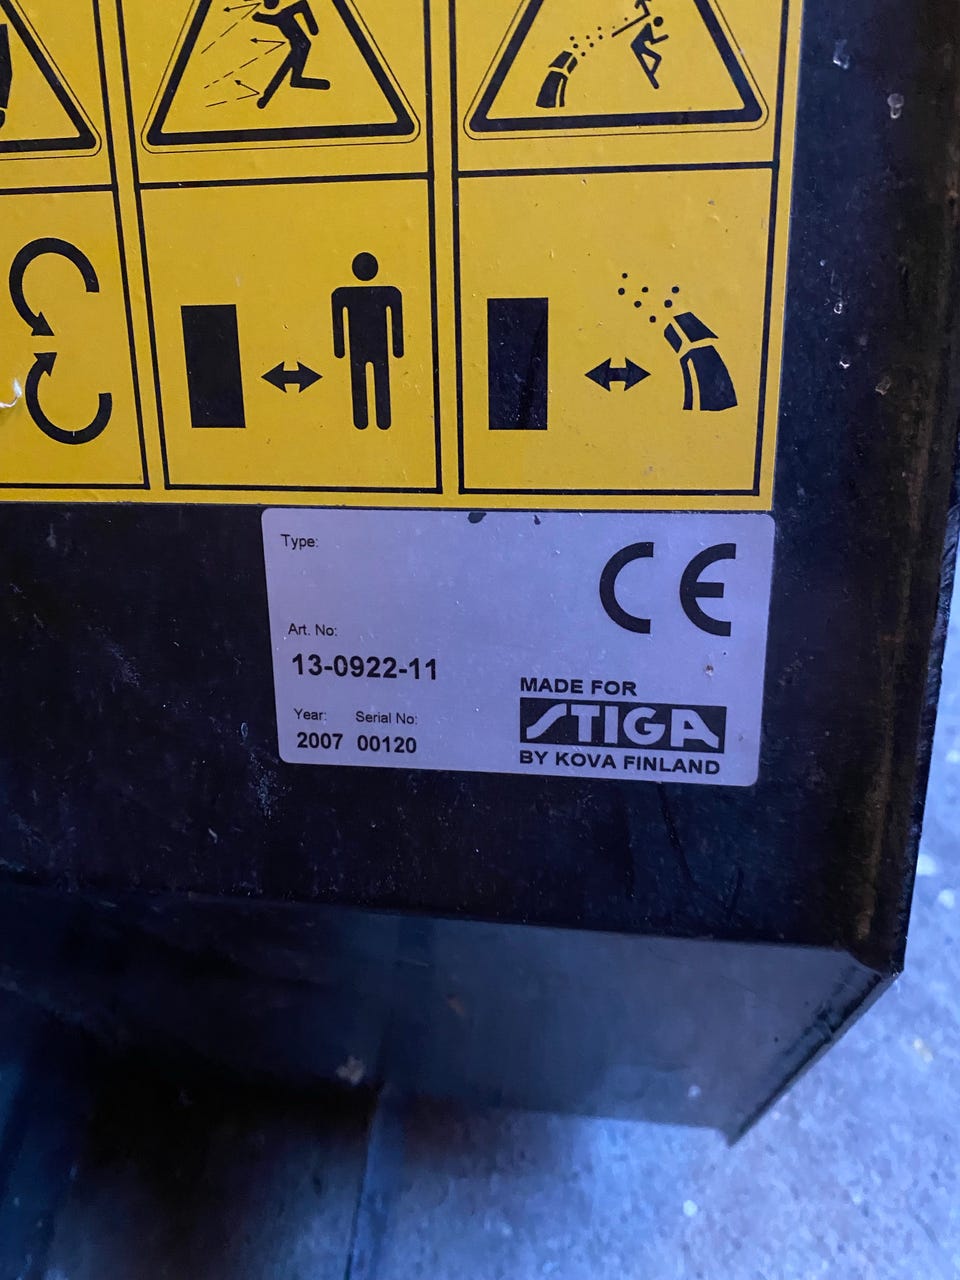 Type:
CE
Art. No:
13-0922-11
Year: Serial No:
2007 00120
MADE FOR
STIGA
BY KOVA FINLAND